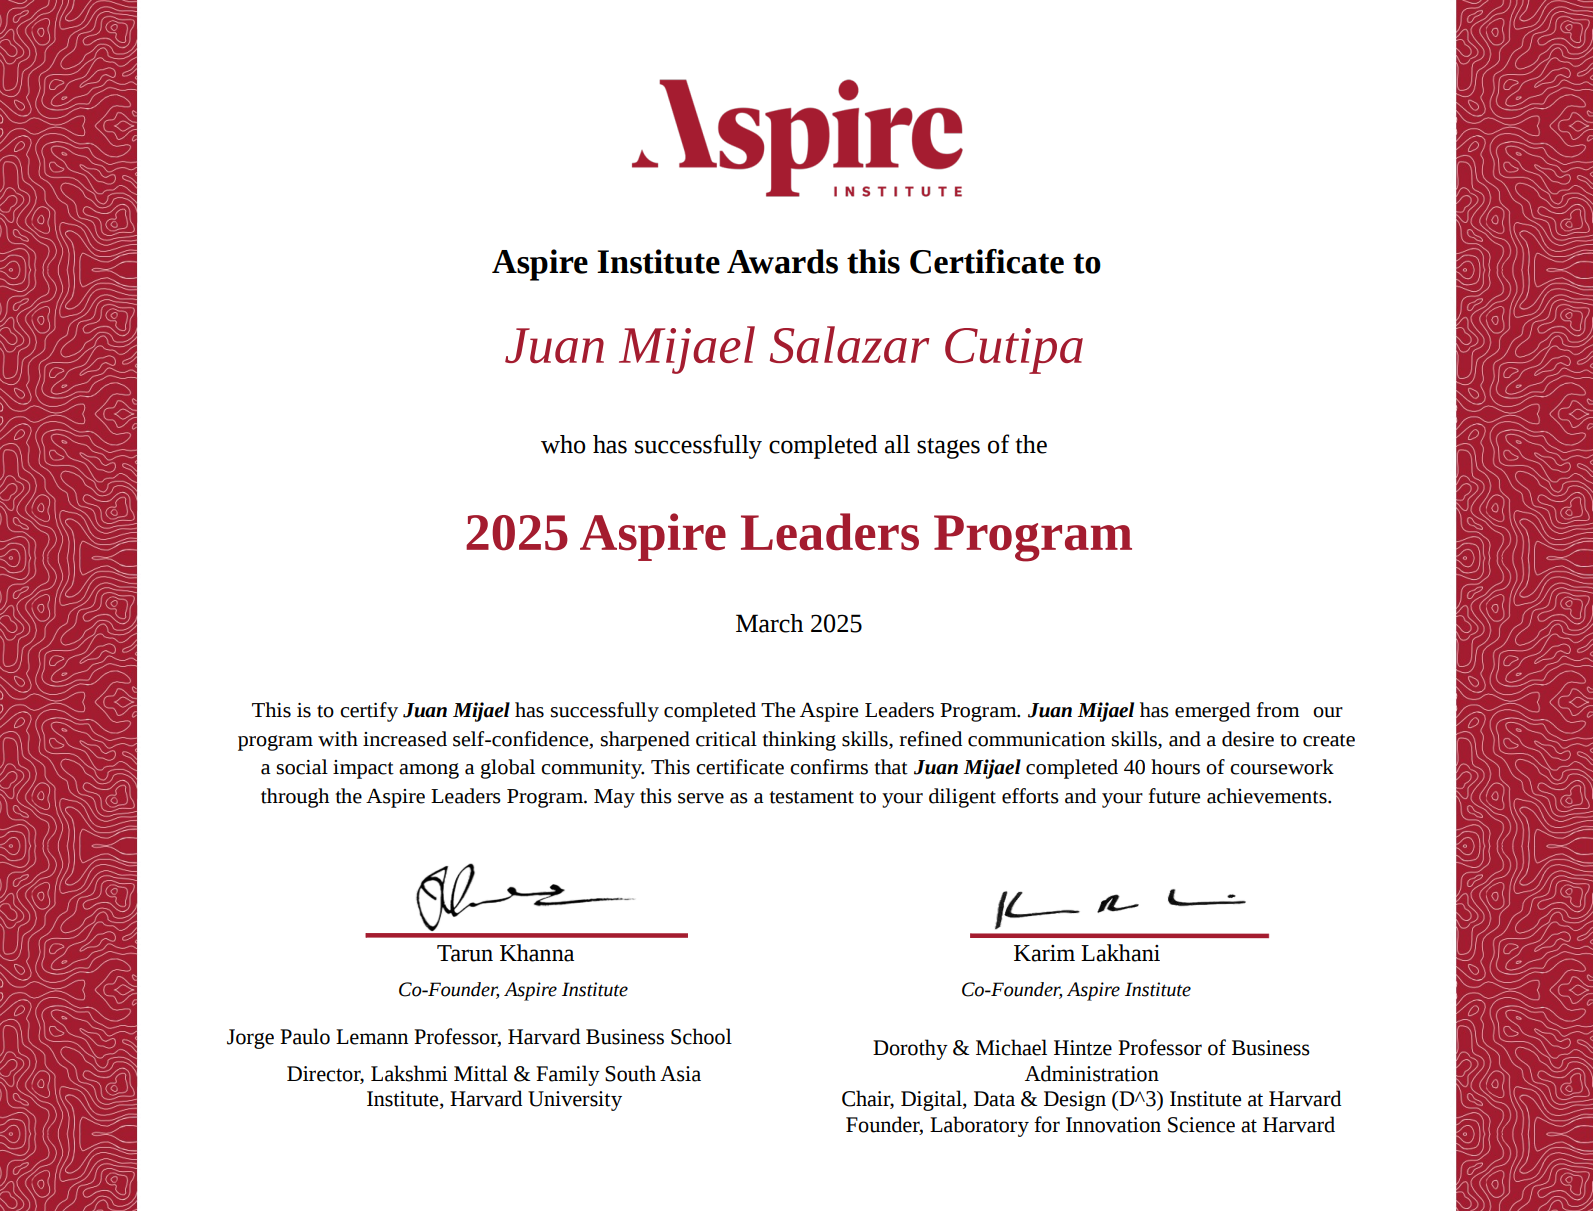 Aspire
INSTITUTE
Aspire Institute Awards this Certificate to
Juan Mijael Salazar Cutipa
who has successfully completed all stages of the
2025 Aspire Leaders Program
March 2025
This is to certify Juan Mijael has successfully completed The Aspire Leaders Program. Juan Mijael has emerged from our
program with increased self-confidence, sharpened critical thinking skills, refined communication skills, and a desire to create
a social impact among a global community. This certificate confirms that Juan Mijael completed 40 hours of coursework
through the Aspire Leaders Program. May this serve as a testament to your diligent efforts and your future achievements.
Tarun Khanna
Co-Founder, Aspire Institute
Jorge Paulo Lemann Professor, Harvard Business School
Director, Lakshmi Mittal & Family South Asia
Institute, Harvard University
Karim Lakhani
Co-Founder, Aspire Institute
Dorothy & Michael Hintze Professor of Business
Administration
Chair, Digital, Data & Design (D^3) Institute at Harvard
Founder, Laboratory for Innovation Science at Harvard